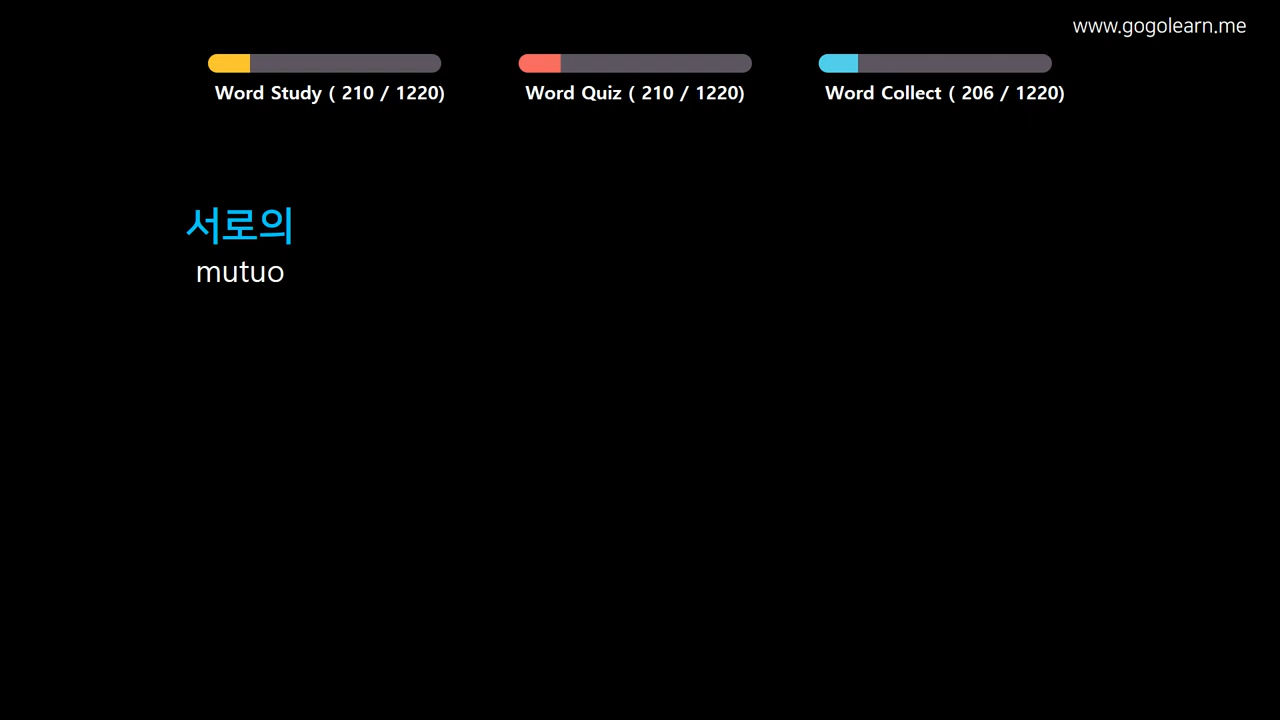 www.gogolearn.me
Word Study ( 210 / 1220)
Word Quiz ( 210 / 1220)
Word Collect ( 206 / 1220)
서로의
mutuo